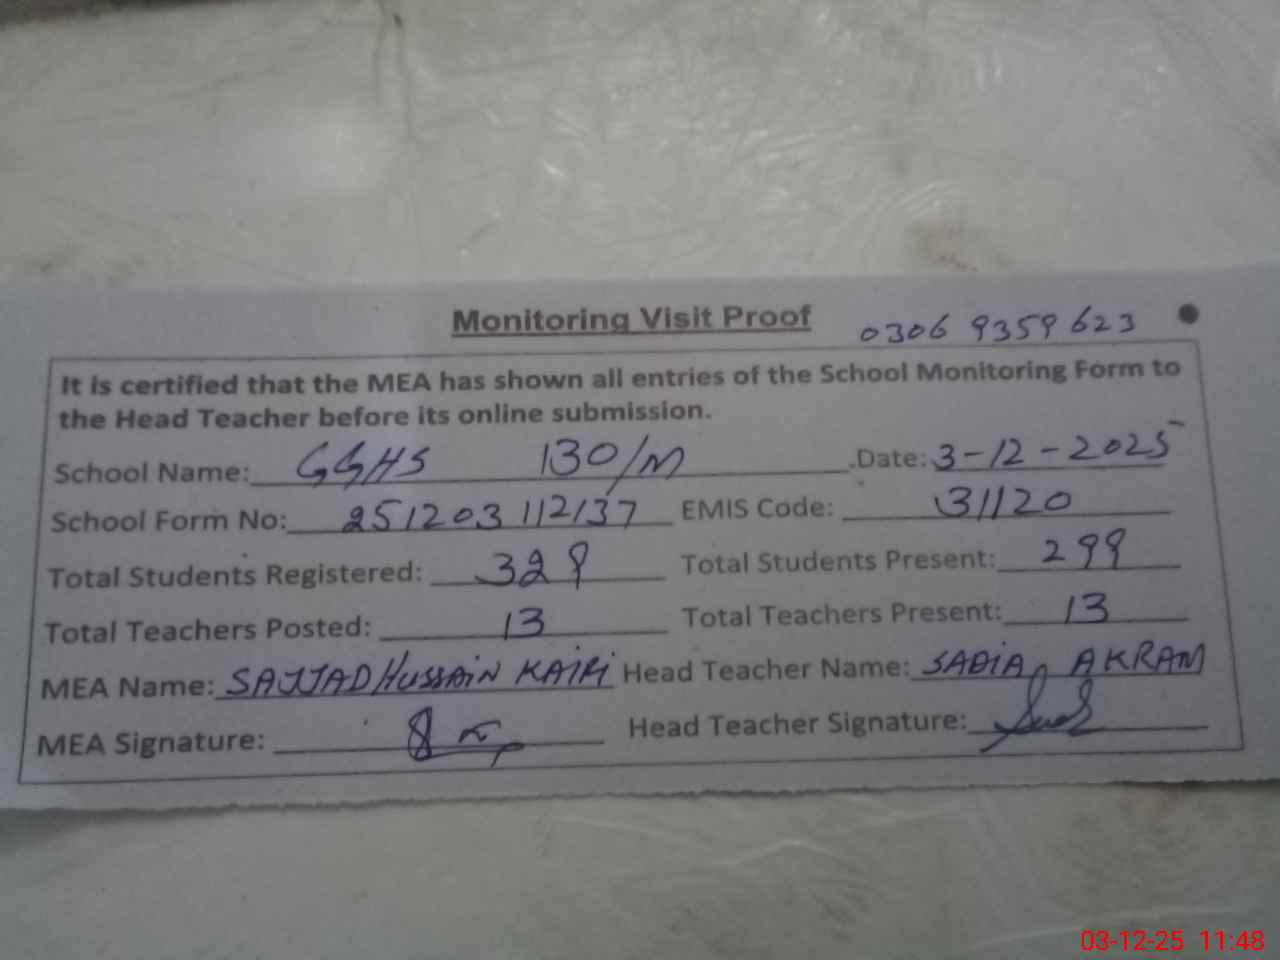 Monitoring Visit Proof 0306 9359623
It is certified that the MEA has shown all entries of the School Monitoring Form to
the Head Teacher before its online submission.
School Name: GGHS 130/M .Date: 3-12-2025
School Form No: 251203112137 EMIS Code: 31120
Total Students Registered: 329 Total Students Present: 299
Total Teachers Posted: 13 Total Teachers Present: 13
MEA Name: SAJJAD HUSSAIN Head Teacher Name: SADIA AKRAM
MEA Signature: Head Teacher Signature:
03-12-25 11:48